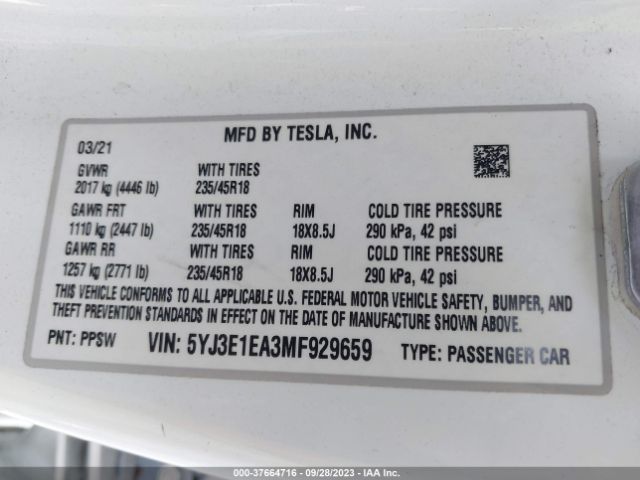 MFD BY TESLA, INC.
03/21
GVWR WITH TIRES
2017 kg (4446 lb) 235/45R18
GAWR FRT WITH TIRES RIM COLD TIRE PRESSURE
1110 kg (2447 lb) 235/45R18 18X8.5J 290 kPa, 42 psi
GAWR RR WITH TIRES RIM COLD TIRE PRESSURE
1257 kg (2771 lb) 235/45R18 18X8.5J 290 kPa, 42 psi
THIS VEHICLE CONFORMS TO ALL APPLICABLE U.S. FEDERAL MOTOR VEHICLE SAFETY, BUMPER, AND
THEFT PREVENTION STANDARDS IN EFFECT ON THE DATE OF MANUFACTURE SHOWN ABOVE.
PNT: PPSW VIN: 5YJ3E1EA3MF929659 TYPE: PASSENGER CAR
000-37664716 - 09/28/2023 - IAA Inc.